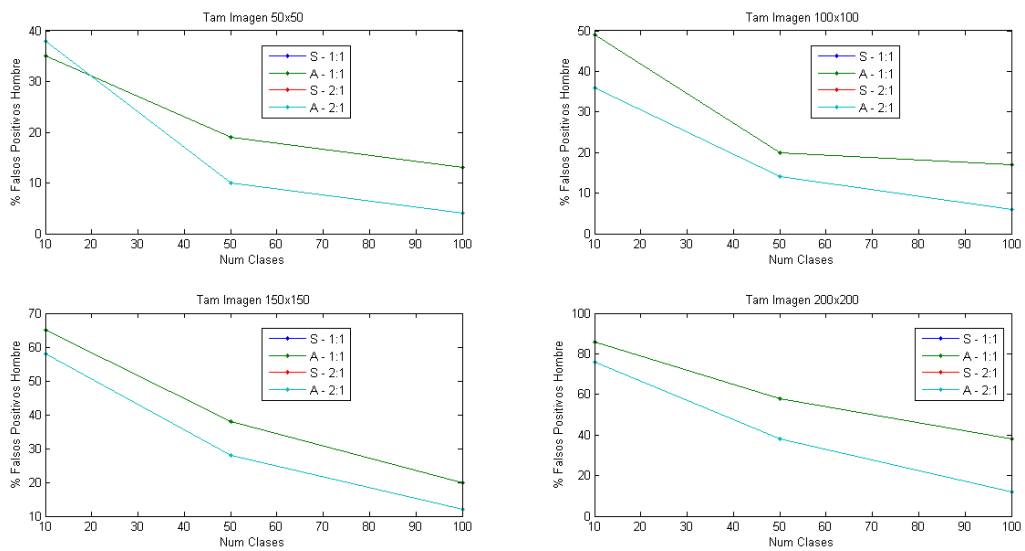 Tam Imagen 50x50
% Falsos Positivos Hombre
40
30
20
10
0
S - 1:1
A - 1:1
S - 2:1
A - 2:1
10 20 30 40 50 60 70 80 90 100
Num Clases
Tam Imagen 100x100
% Falsos Positivos Hombre
50
40
30
20
10
0
S - 1:1
A - 1:1
S - 2:1
A - 2:1
10 20 30 40 50 60 70 80 90 100
Num Clases
Tam Imagen 150x150
% Falsos Positivos Hombre
70
60
50
40
30
20
10
S - 1:1
A - 1:1
S - 2:1
A - 2:1
10 20 30 40 50 60 70 80 90 100
Num Clases
Tam Imagen 200x200
% Falsos Positivos Hombre
100
80
60
40
20
0
S - 1:1
A - 1:1
S - 2:1
A - 2:1
10 20 30 40 50 60 70 80 90 100
Num Clases